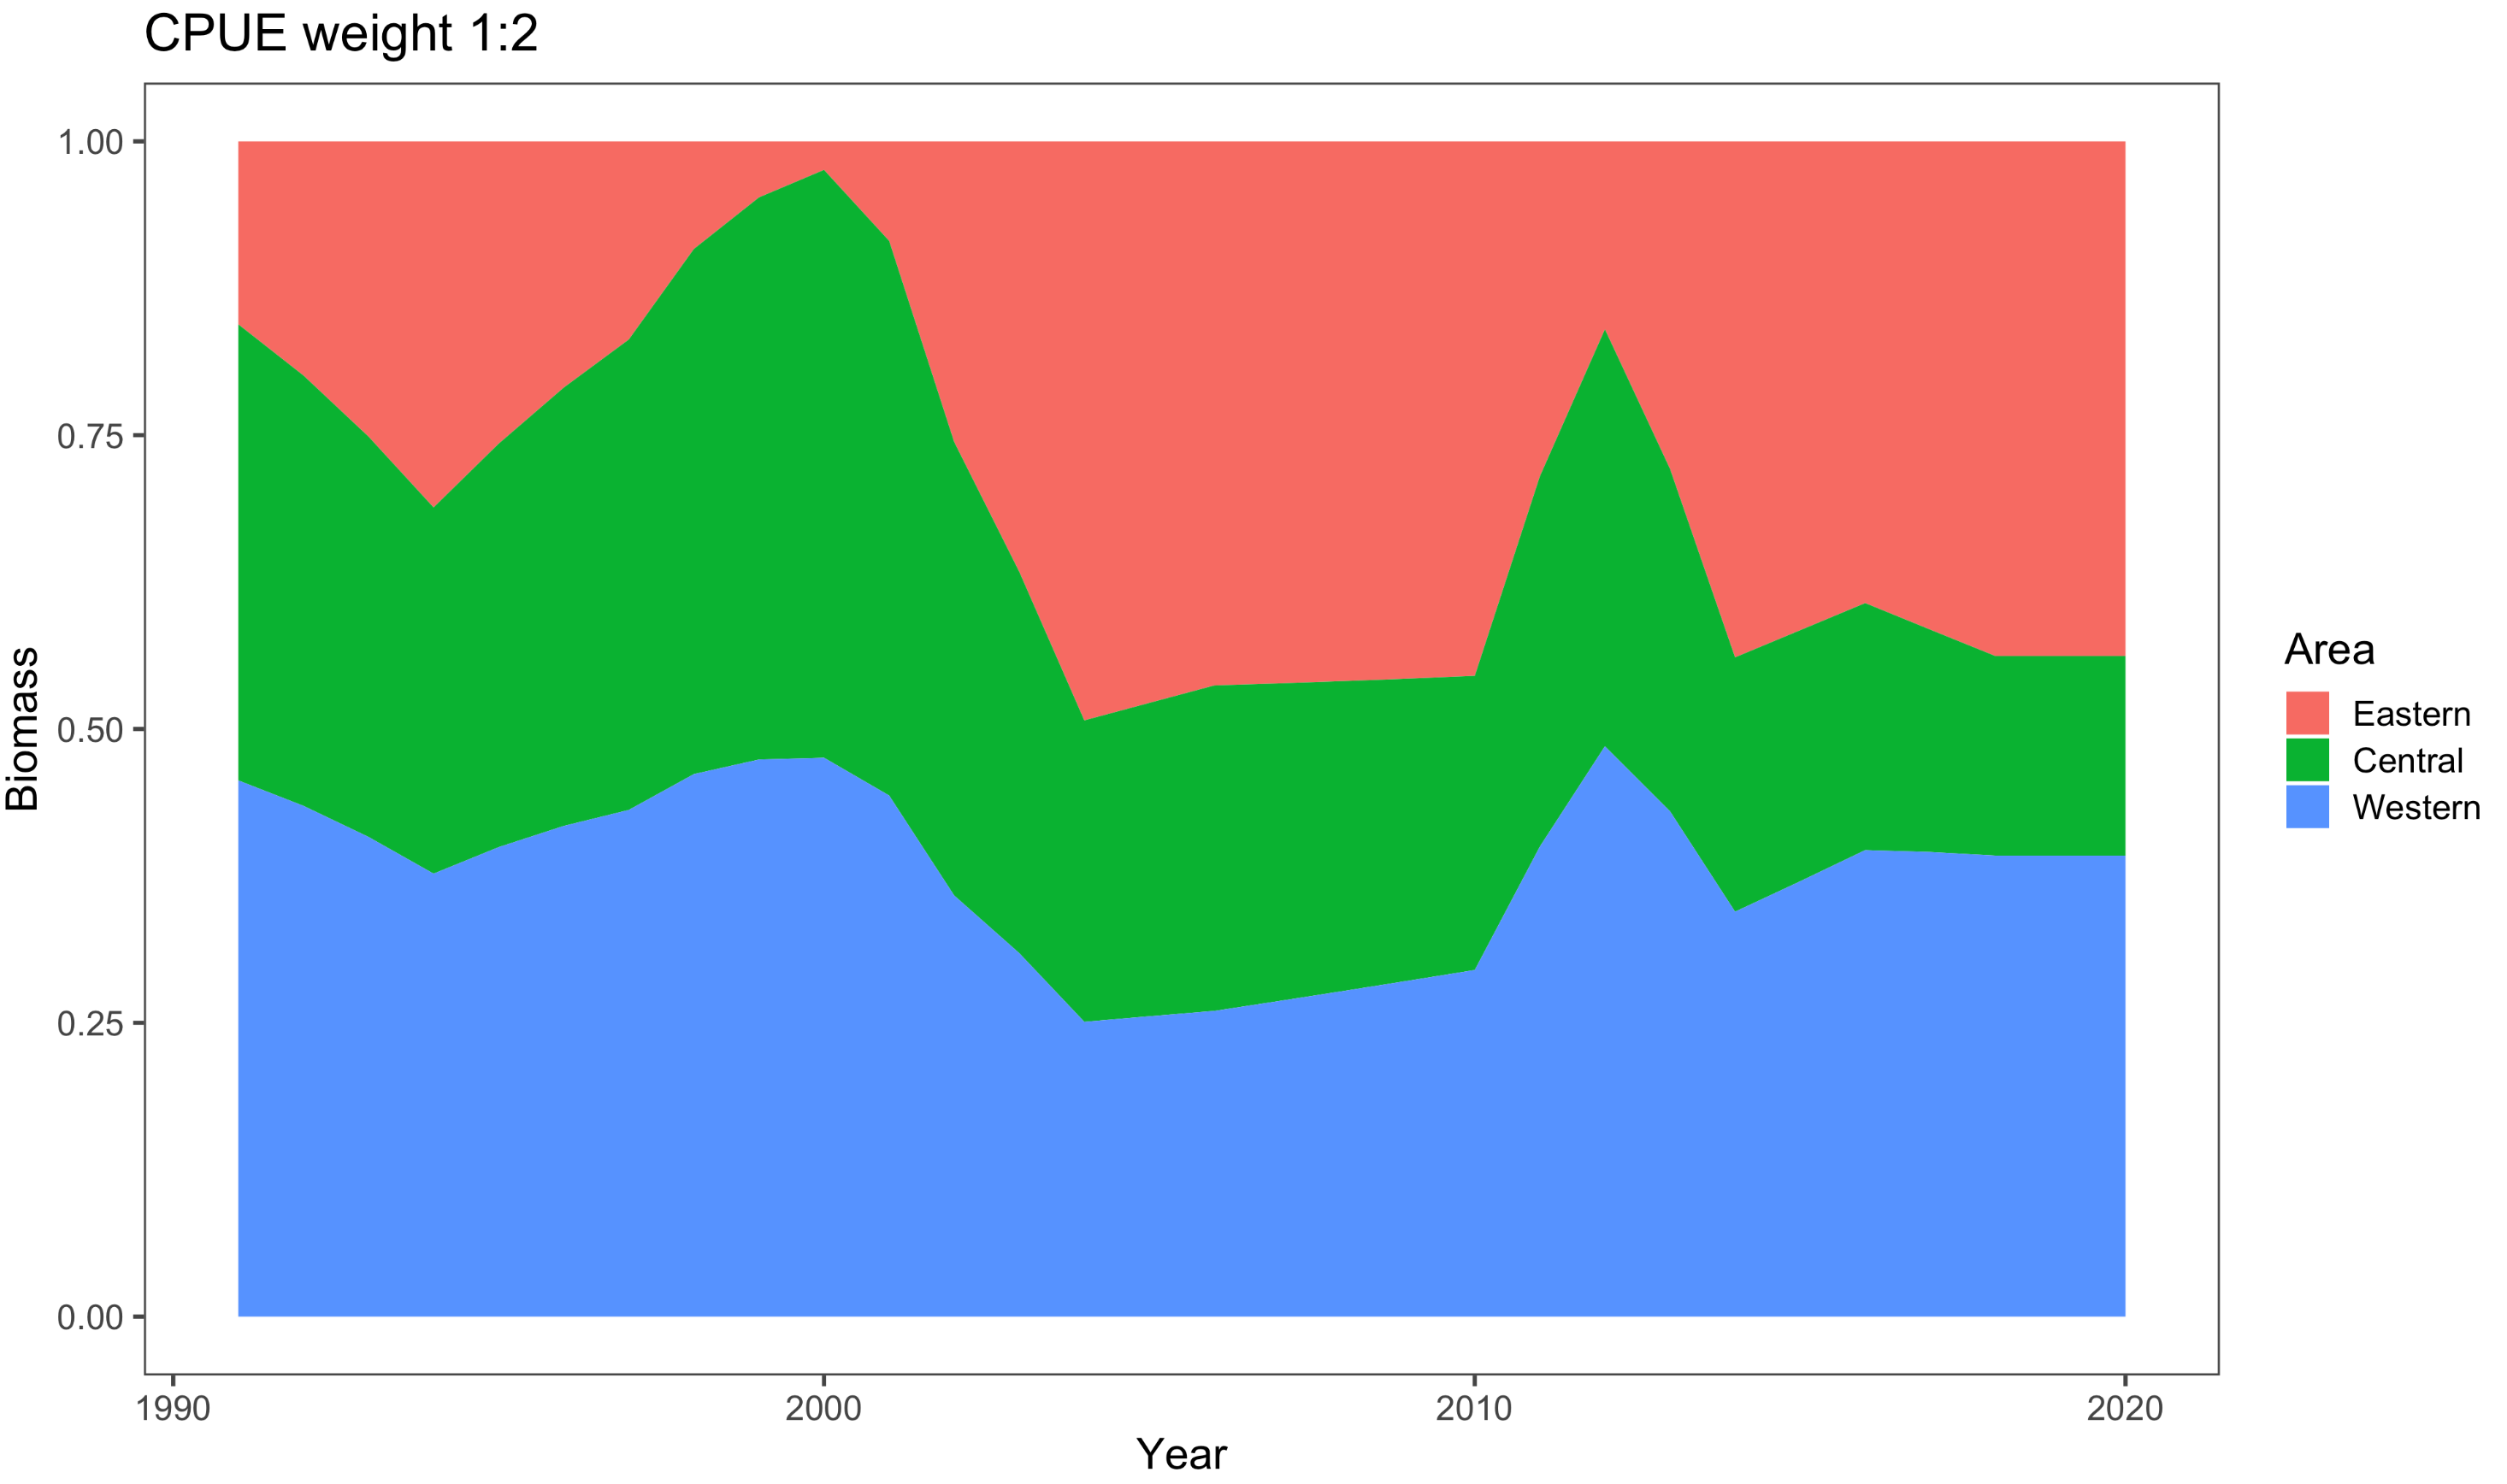 CPUE weight 1:2
1.00
0.75
0.50
0.25
0.00
Biomass
1990
2000
2010
2020
Year
Area
Eastern
Central
Western